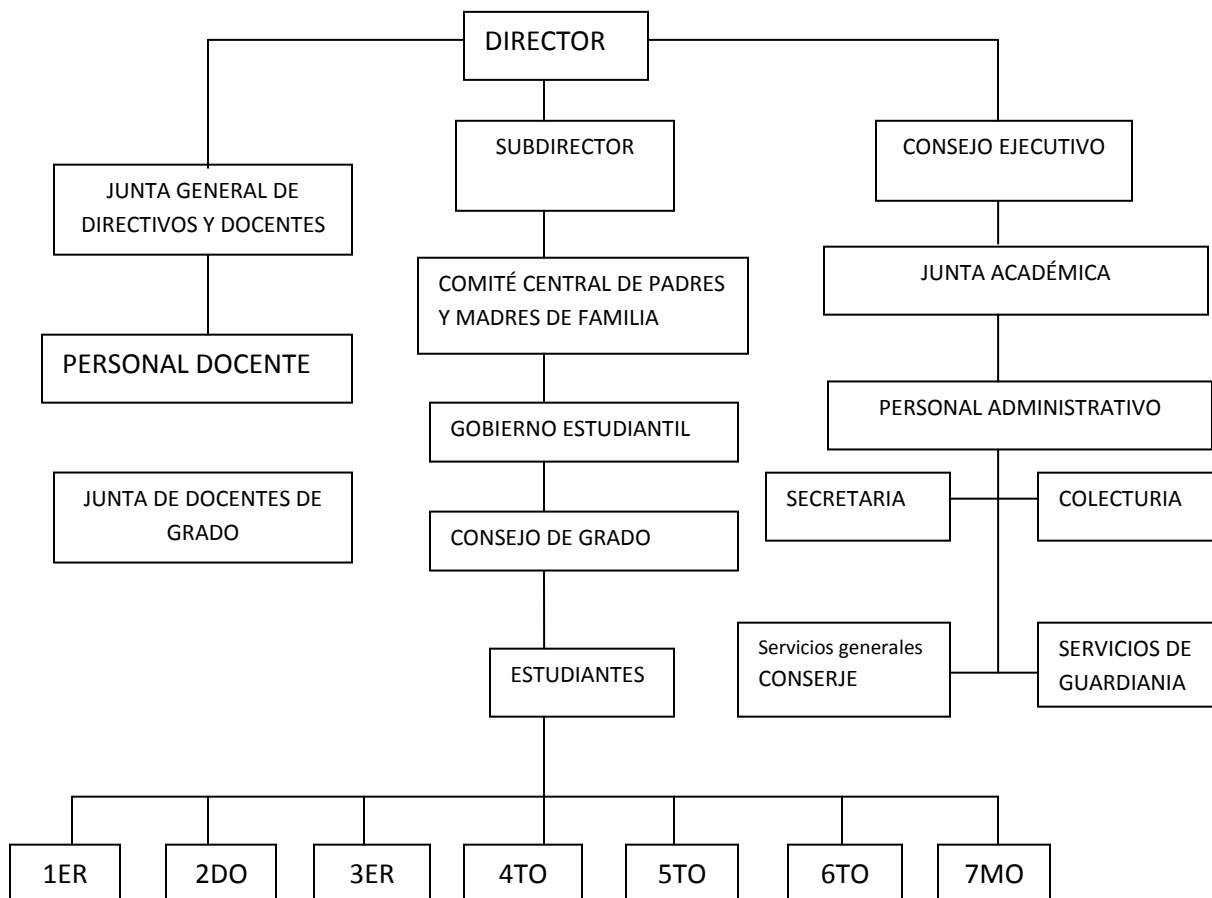 DIRECTOR
SUBDIRECTOR
CONSEJO EJECUTIVO
JUNTA GENERAL DE
DIRECTIVOS Y DOCENTES
JUNTA ACADÉMICA
COMITÉ CENTRAL DE PADRES
Y MADRES DE FAMILIA
PERSONAL DOCENTE
PERSONAL ADMINISTRATIVO
GOBIERNO ESTUDIANTIL
JUNTA DE DOCENTES DE
GRADO
SECRETARIA
COLECTURIA
CONSEJO DE GRADO
Servicios generales
CONSERJE
SERVICIOS DE
GUARDIANIA
ESTUDIANTES
1ER
2DO
3ER
4TO
5TO
6TO
7MO